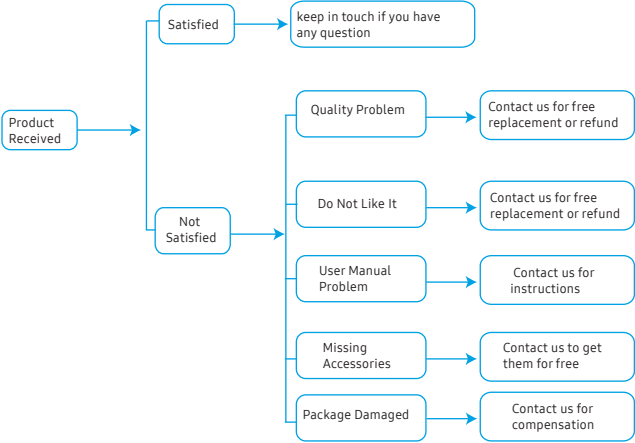 Product
Received
Satisfied
keep in touch if you have
any question
Not
Satisfied
Quality Problem
Contact us for free
replacement or refund
Do Not Like It
Contact us for free
replacement or refund
User Manual
Problem
Contact us for
instructions
Missing
Accessories
Contact us to get
them for free
Package Damaged
Contact us for
compensation